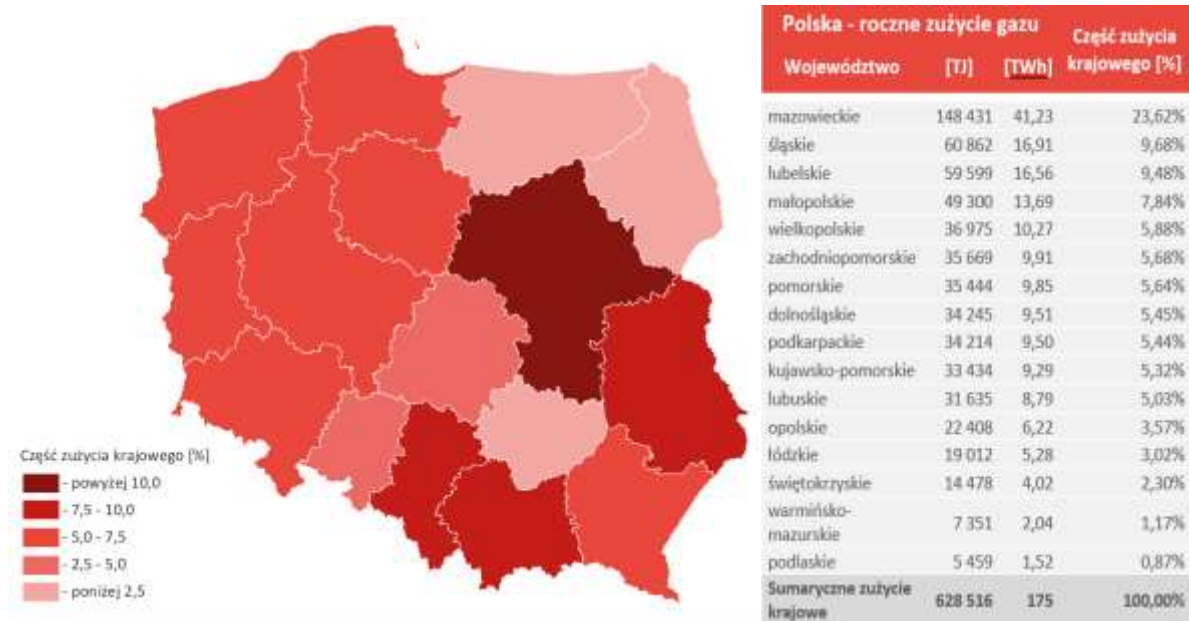 Część zużycia krajowego [%]
- powyżej 10,0
- 7,5 - 10,0
- 5,0 - 7,5
- 2,5 - 5,0
- poniżej 2,5
Polska - roczne zużycie gazu
Część zużycia
krajowego [%]
Województwo [TJ] [TWh]
mazowieckie 148 431 41,23 23,62%
śląskie 60 862 16,91 9,68%
lubelskie 59 599 16,56 9,48%
małopolskie 49 300 13,69 7,84%
wielkopolskie 36 975 10,27 5,88%
zachodniopomorskie 35 669 9,91 5,68%
pomorskie 35 444 9,85 5,64%
dolnośląskie 34 245 9,51 5,45%
podkarpackie 34 214 9,50 5,44%
kujawsko-pomorskie 33 434 9,29 5,32%
lubuskie 31 635 8,79 5,03%
opolskie 22 408 6,22 3,57%
łódzkie 19 012 5,28 3,02%
świętokrzyskie 14 478 4,02 2,30%
warmińsko-
mazurskie 7 351 2,04 1,17%
podlaskie 5 459 1,52 0,87%
Sumaryczne zużycie
krajowe 628 516 175 100,00%